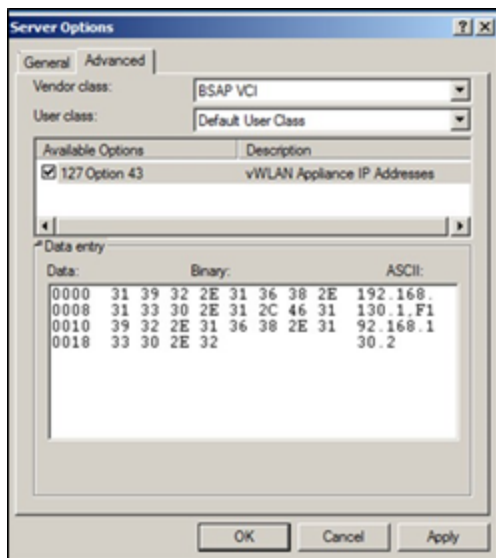 Server Options
General Advanced
Vendor class: BSAP VCI
User class: Default User Class
Available Options Description
127 Option 43 vWLAN Appliance IP Addresses
Data entry
Data: Binary: ASCII:
0000 31 39 32 2E 31 36 38 2E 192.168.
0008 31 33 30 2E 31 2C 46 31 130.1,F1
0010 39 32 2E 31 36 38 2E 31 92.168.1
0018 33 30 2E 32 30.2
OK Cancel Apply